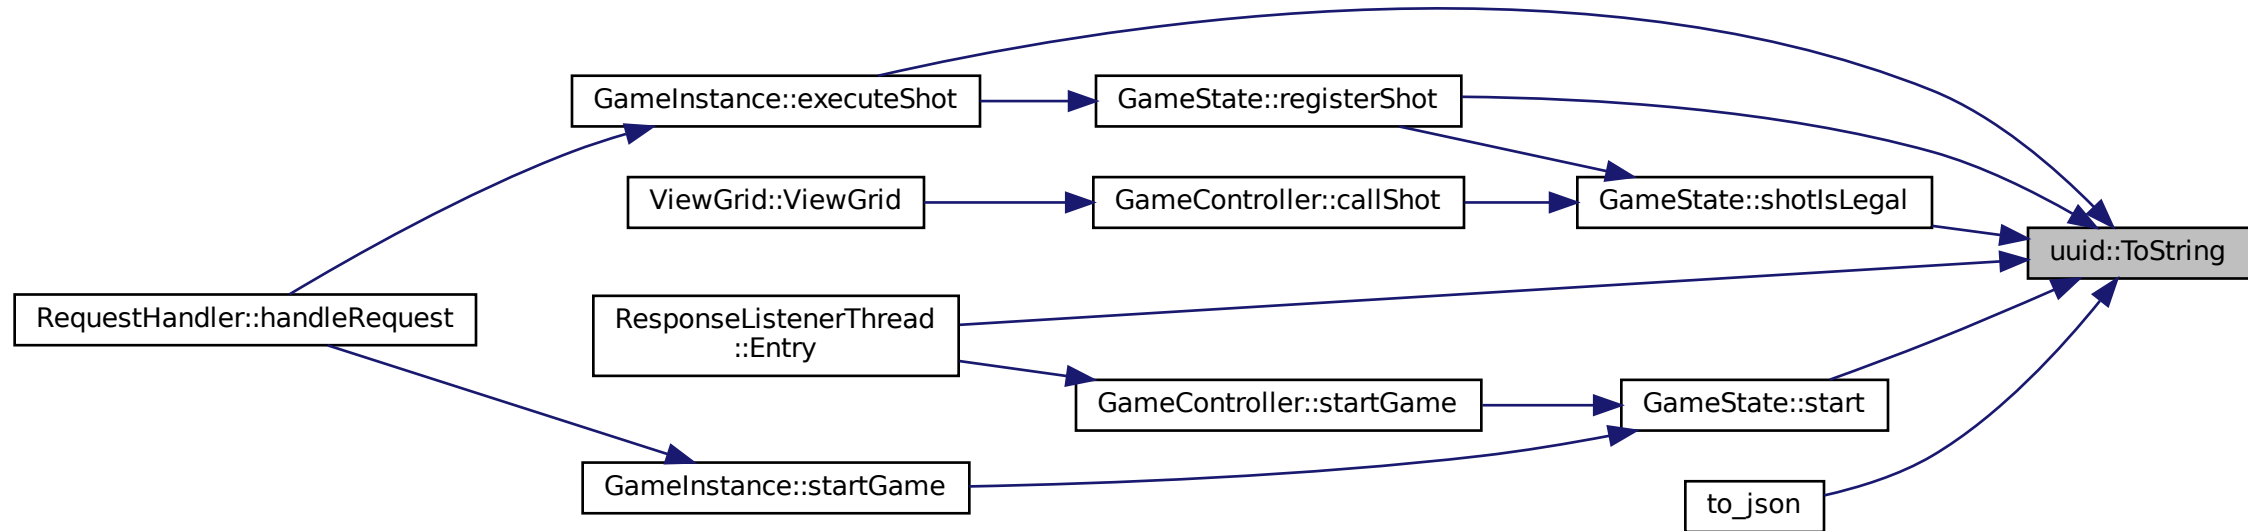 GameInstance::executeShot
GameState::registerShot
ViewGrid::ViewGrid
GameController::callShot
GameState::shotIsLegal
uuid::ToString
RequestHandler::handleRequest
ResponseListenerThread
::Entry
GameController::startGame
GameState::start
GameInstance::startGame
to_json